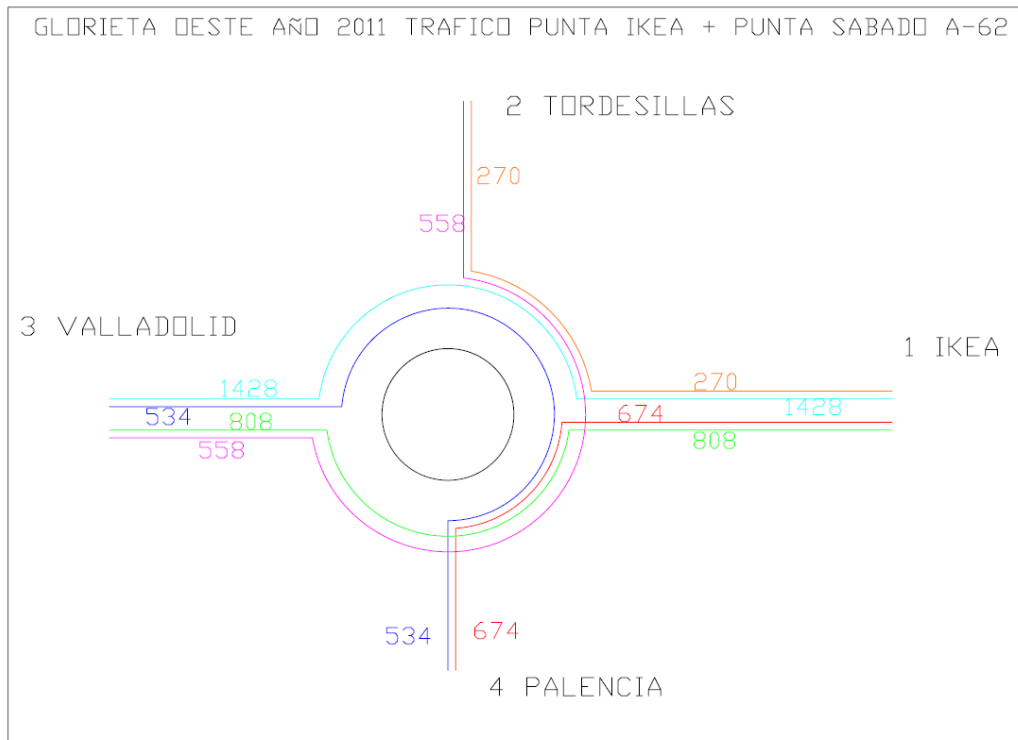 GLORIETA OESTE AÑO 2011 TRAFICO PUNTA IKEA + PUNTA SABADO A-62
2 TORDESILLAS
270
558
3 VALLADOLID
1 IKEA
1428
270
534
808
674
1428
558
808
534
674
4 PALENCIA